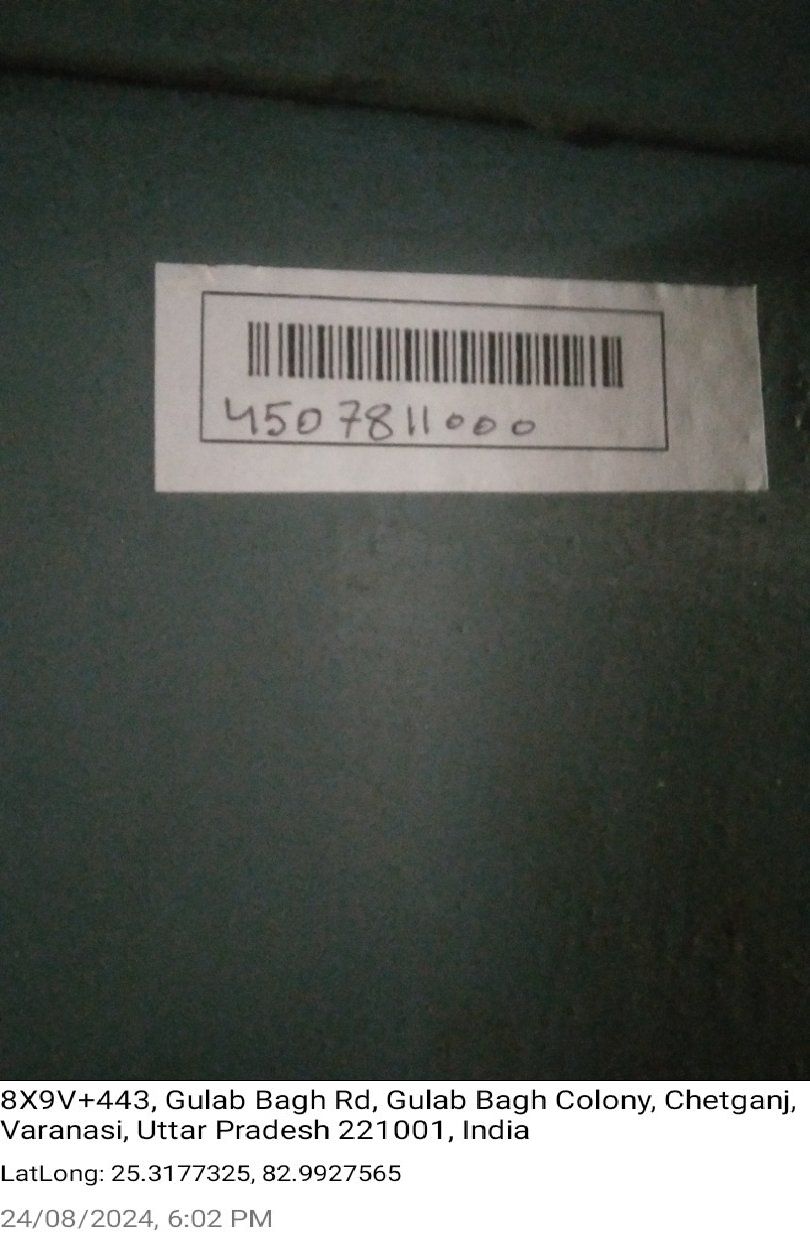 4507811000
8X9V+443, Gulab Bagh Rd, Gulab Bagh Colony, Chetganj,
Varanasi, Uttar Pradesh 221001, India
LatLong: 25.3177325, 82.9927565
24/08/2024, 6:02 PM